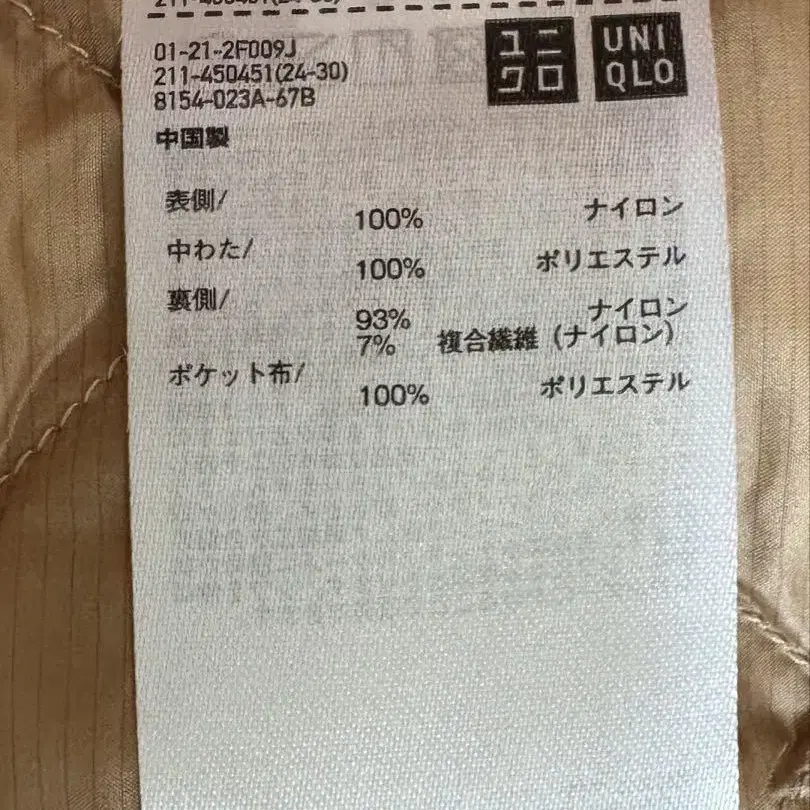 01-21-2F009J
211-450451(24-30)
8154-023A-67B
ユニ
クロ
UNI
QLO
中国製
表側/
100% ナイロン
中わた/
100% ポリエステル
裏側/
93% ナイロン
7% 複合繊維(ナイロン)
ポケット布/
100% ポリエステル